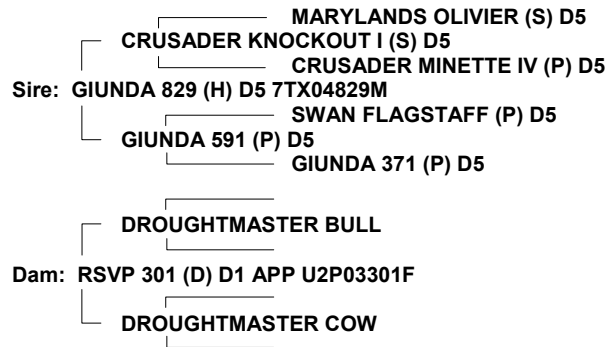 MARYLANDS OLIVIER (S) D5
CRUSADER KNOCKOUT I (S) D5
CRUSADER MINETTE IV (P) D5
Sire: GIUNDA 829 (H) D5 7TX04829M
SWAN FLAGSTAFF (P) D5
GIUNDA 591 (P) D5
GIUNDA 371 (P) D5
DROUGHTMASTER BULL
Dam: RSVP 301 (D) D1 APP U2P03301F
DROUGHTMASTER COW